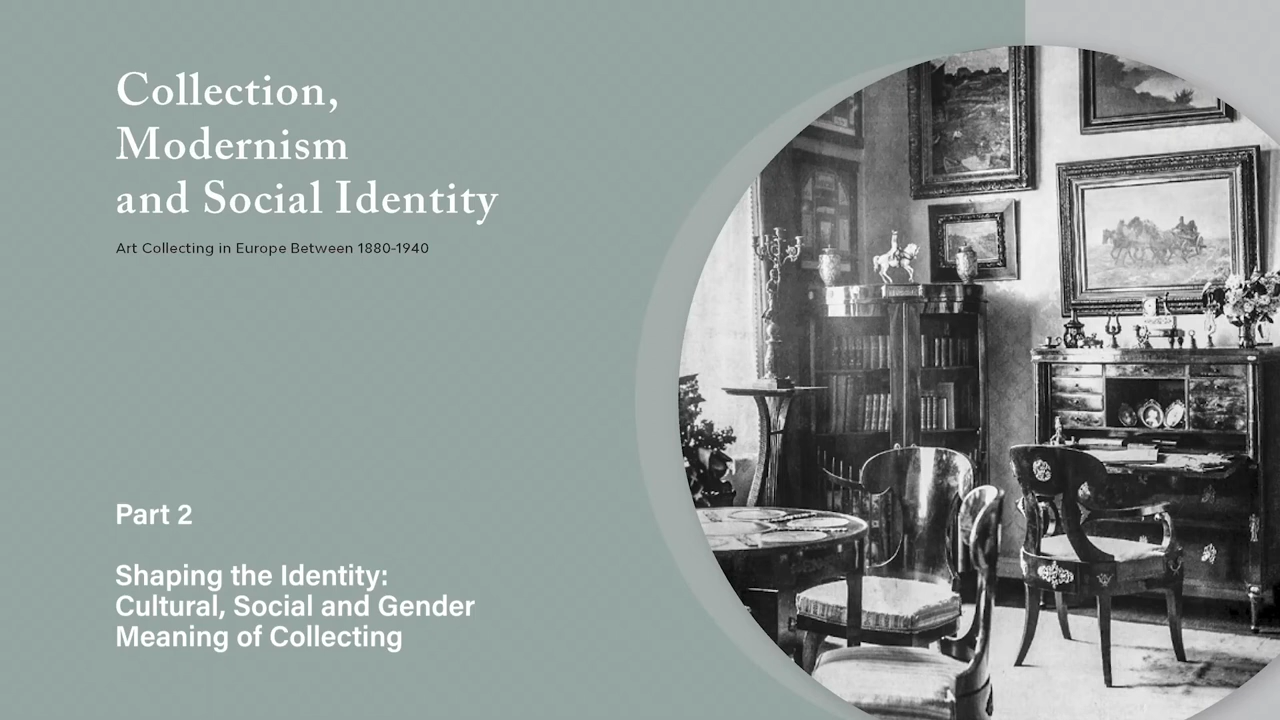 Collection,
Modernism
and Social Identity
Art Collecting in Europe Between 1880-1940
Part 2
Shaping the Identity:
Cultural, Social and Gender
Meaning of Collecting